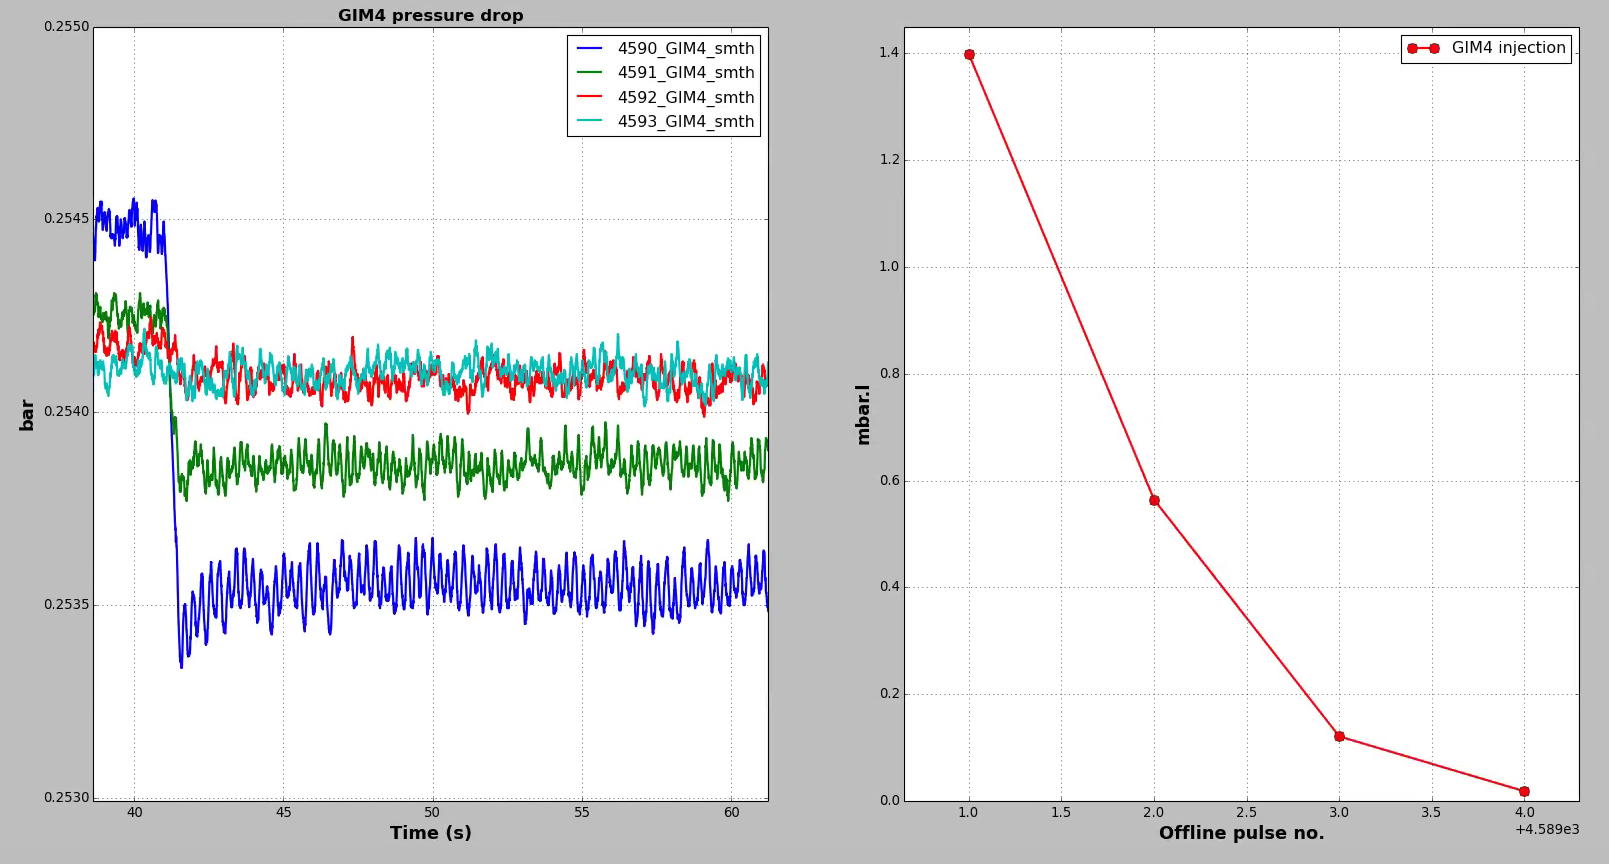 GIM4 pressure drop
4590_GIM4_smth
4591_GIM4_smth
4592_GIM4_smth
4593_GIM4_smth
0.2550
0.2545
0.2540
0.2535
0.2530
bar
40 45 50 55 60
Time (s)
GIM4 injection
1.4
1.2
1.0
0.8
0.6
0.4
0.2
0.0
mbar.l
1.0 1.5 2.0 2.5 3.0 3.5 4.0
+4.589e3
Offline pulse no.